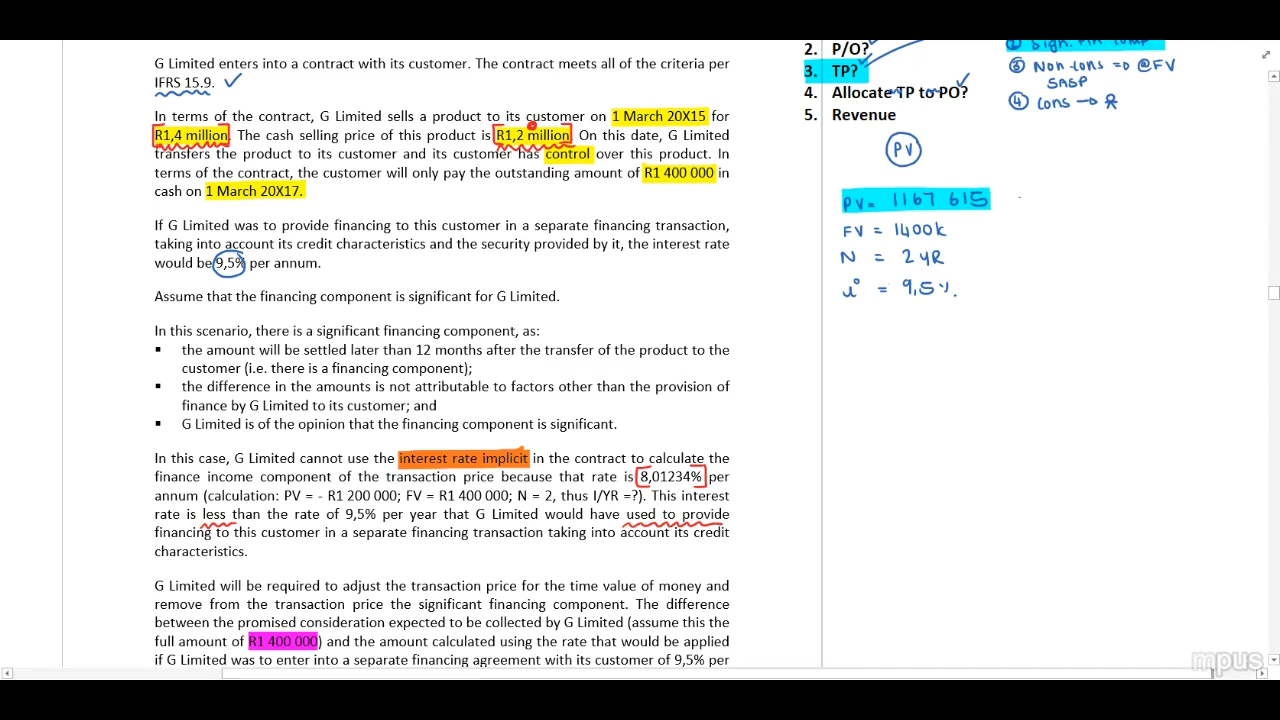 G Limited enters into a contract with its customer. The contract meets all of the criteria per
IFRS 15.9.
In terms of the contract, G Limited sells a product to its customer on 1 March 20X15 for
R1,4 million. The cash selling price of this product is R1,2 million. On this date, G Limited
transfers the product to its customer and its customer has control over this product. In
terms of the contract, the customer will only pay the outstanding amount of R1 400 000 in
cash on 1 March 20X17.
If G Limited was to provide financing to this customer in a separate financing transaction,
taking into account its credit characteristics and the security provided by it, the interest rate
would be 9,5% per annum.
Assume that the financing component is significant for G Limited.
In this scenario, there is a significant financing component, as:
▪ the amount will be settled later than 12 months after the transfer of the product to the
customer (i.e. there is a financing component);
▪ the difference in the amounts is not attributable to factors other than the provision of
finance by G Limited to its customer; and
▪ G Limited is of the opinion that the financing component is significant.
In this case, G Limited cannot use the interest rate implicit in the contract to calculate the
finance income component of the transaction price because that rate is 8,01234% per
annum (calculation: PV = - R1 200 000; FV = R1 400 000; N = 2, thus I/YR =?). This interest
rate is less than the rate of 9,5% per year that G Limited would have used to provide
financing to this customer in a separate financing transaction taking into account its credit
characteristics.
G Limited will be required to adjust the transaction price for the time value of money and
remove from the transaction price the significant financing component. The difference
between the promised consideration expected to be collected by G Limited (assume this the
full amount of R1 400 000) and the amount calculated using the rate that would be applied
if G Limited was to enter into a separate financing agreement with its customer of 9,5% per
2. P/O?
3. TP?
4. Allocate TP to PO?
5. Revenue
③ Non cons => @FV
SASP
④ Cons → R
PV
PV = 1167 615
FV = 1400k
N = 2 yR
i = 9,5%.
mpus